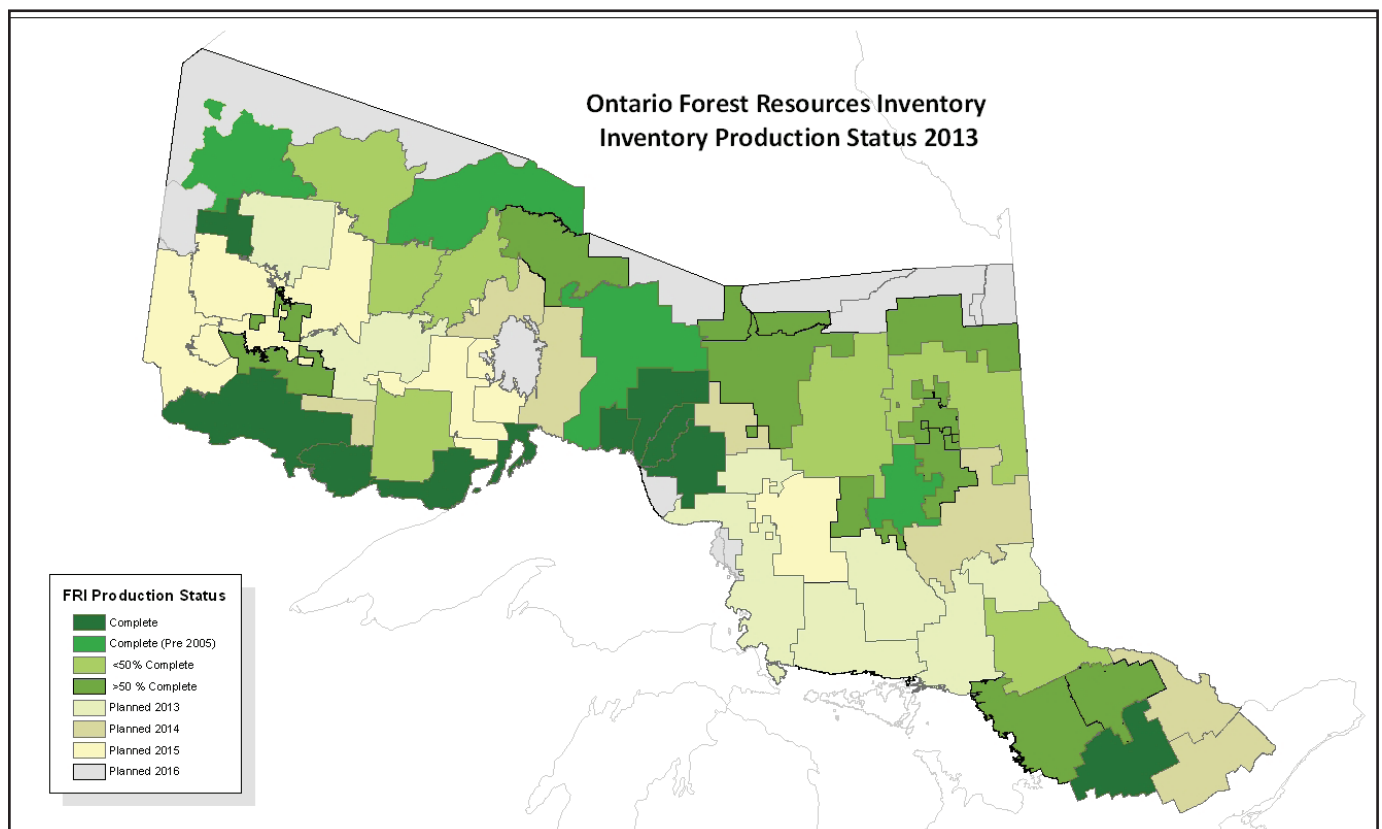 Ontario Forest Resources Inventory
Inventory Production Status 2013
FRI Production Status
Complete
Complete (Pre 2005)
<50% Complete
>50 % Complete
Planned 2013
Planned 2014
Planned 2015
Planned 2016